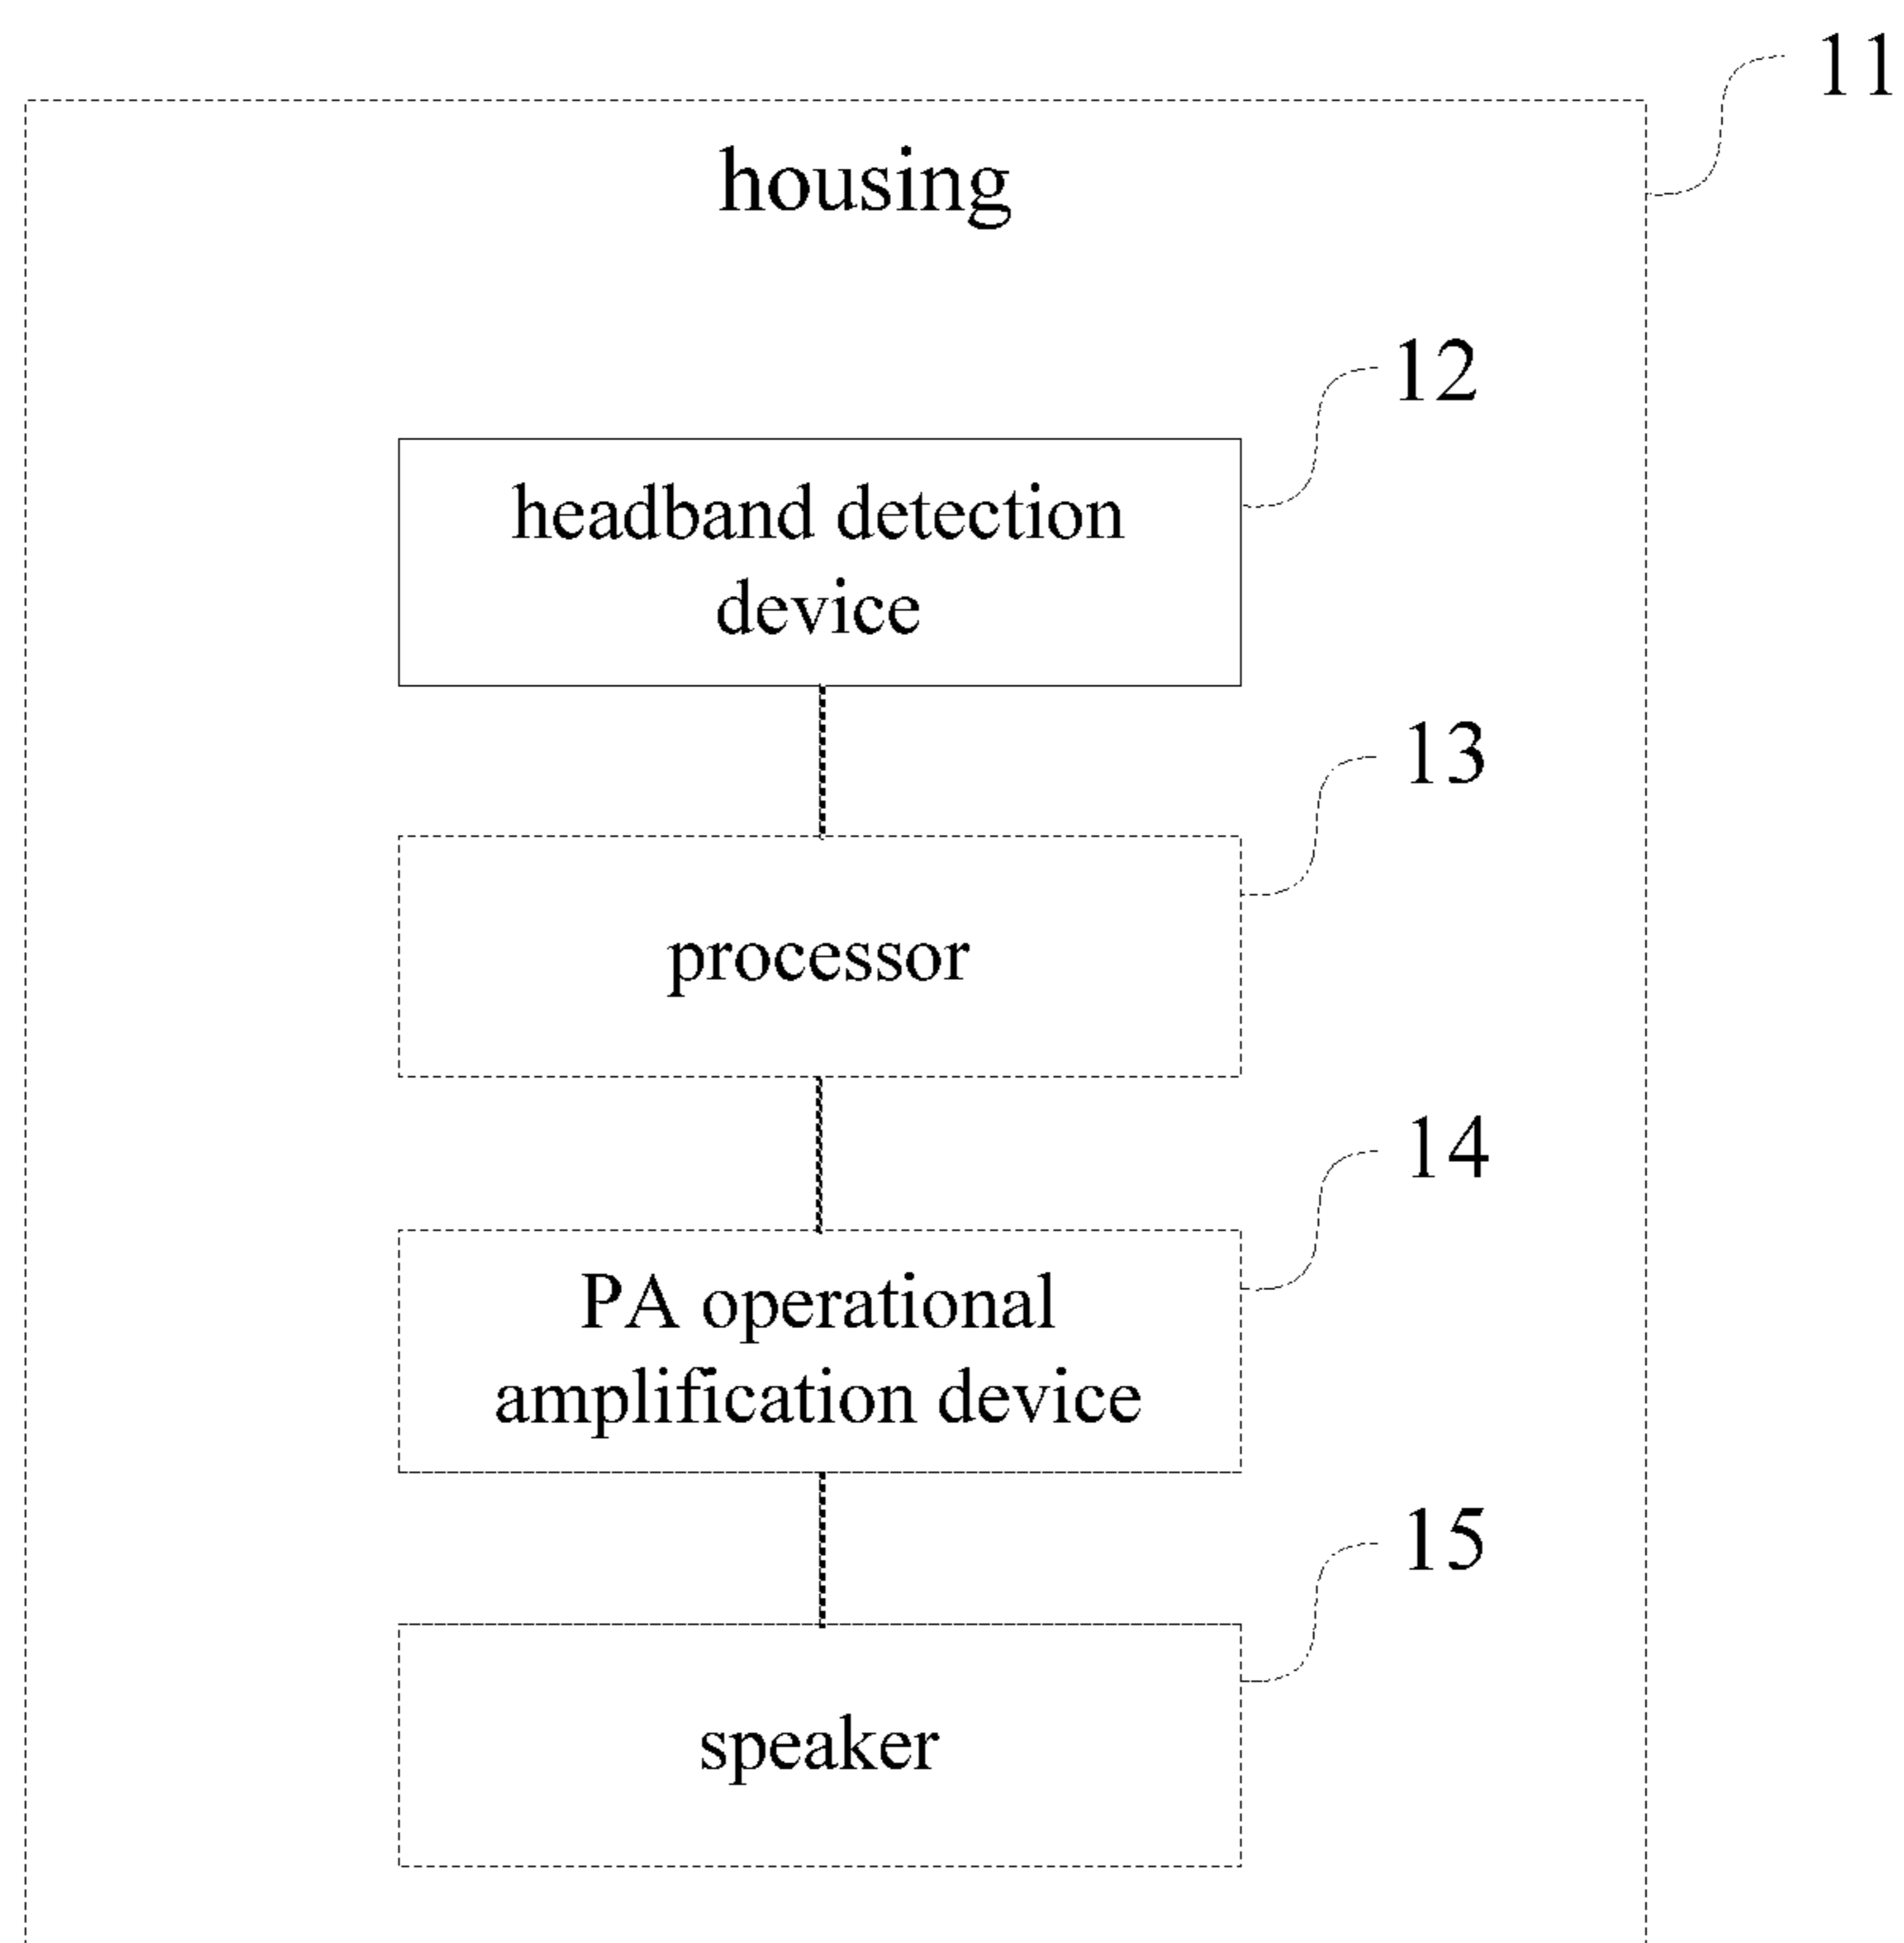 11
housing
12
headband detection
device
13
processor
14
PA operational
amplification device
15
speaker